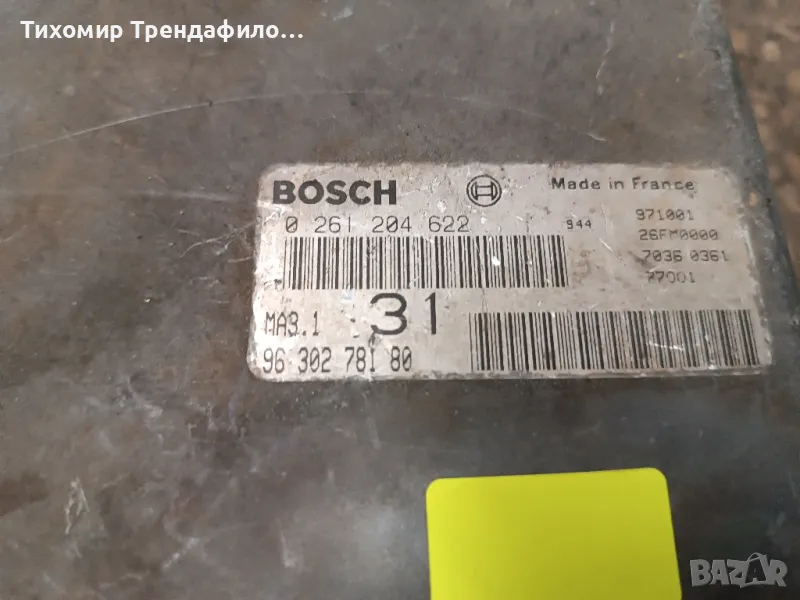 Тихомир Трендафило...
BOSCH
Made in France
0 261 204 622
944
971001
26FM0000
7036 0361
77001
MA3.1
31
96 302 781 80
BAZAR